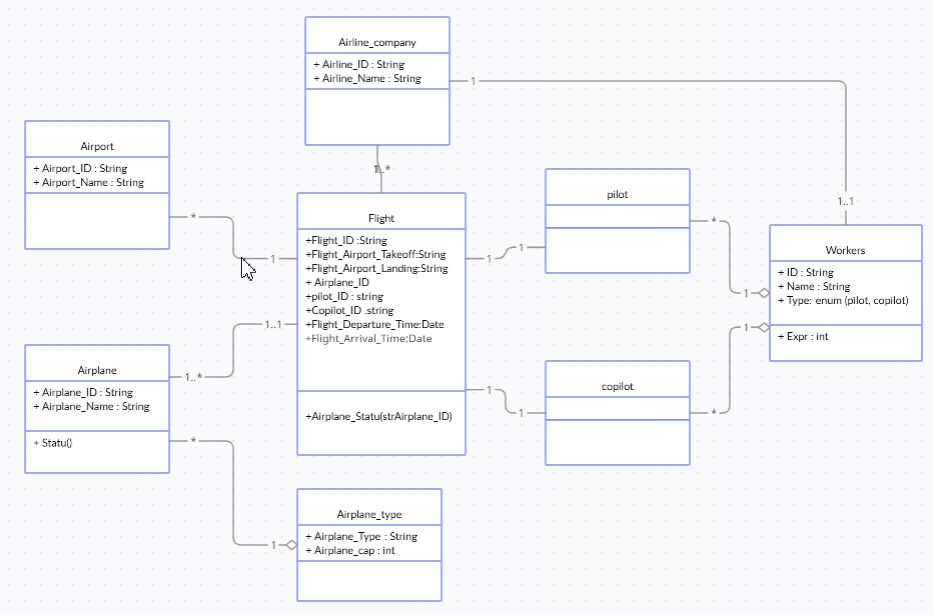 Airline_company
+ Airline_ID : String
+ Airline_Name : String
1
1..*
1..1
Airport
+ Airport_ID : String
+ Airport_Name : String
*
1
Flight
+Flight_ID :String
+Flight_Airport_Takeoff:String
+Flight_Airport_Landing:String
+ Airplane_ID
+pilot_ID : string
+Copilot_ID .string
+Flight_Departure_Time:Date
+Flight_Arrival_Time:Date
+Airplane_Statu(strAirplane_ID)
1
1
pilot
*
1
Workers
+ ID : String
+ Name : String
+ Type: enum (pilot, copilot)
+ Expr : int
1..1
1..*
Airplane
+ Airplane_ID : String
+ Airplane_Name : String
+ Statu()
1
1
copilot
*
1
*
1
Airplane_type
+ Airplane_Type : String
+ Airplane_cap : int